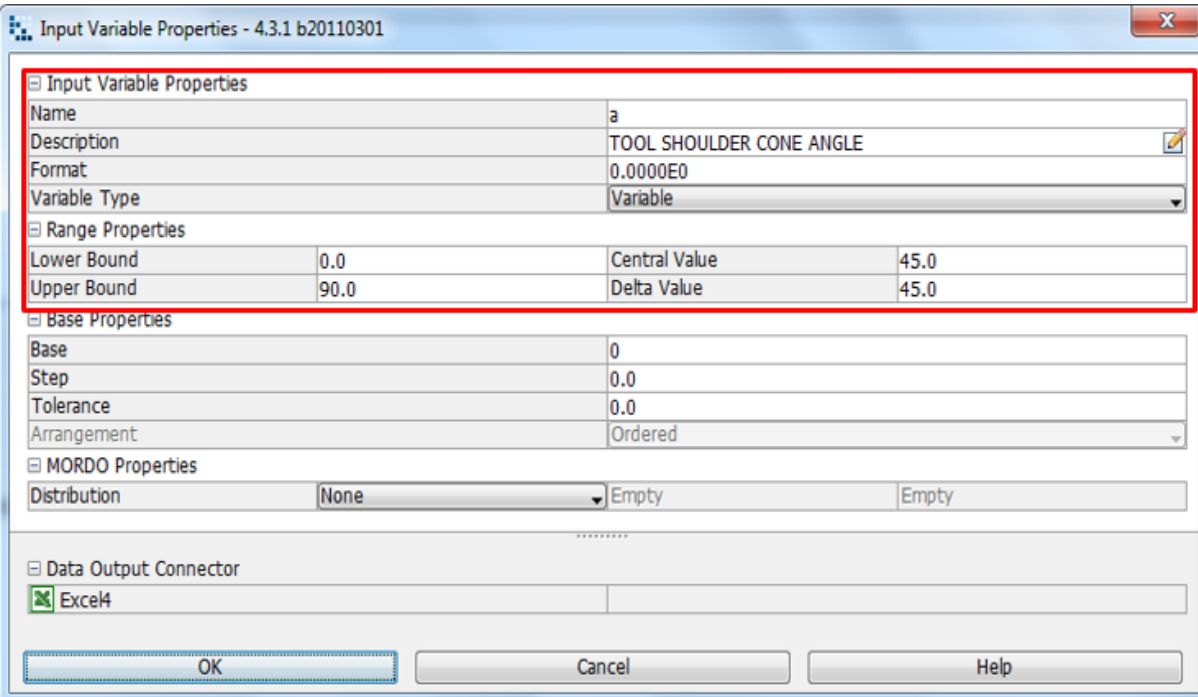 Input Variable Properties - 4.3.1 b20110301
x
Input Variable Properties
Name a
Description TOOL SHOULDER CONE ANGLE
Format 0.0000E0
Variable Type Variable
Range Properties
Lower Bound 0.0 Central Value 45.0
Upper Bound 90.0 Delta Value 45.0
Base Properties
Base 0
Step 0.0
Tolerance 0.0
Arrangement Ordered
MORDO Properties
Distribution None Empty Empty
Data Output Connector
Excel4
OK Cancel Help